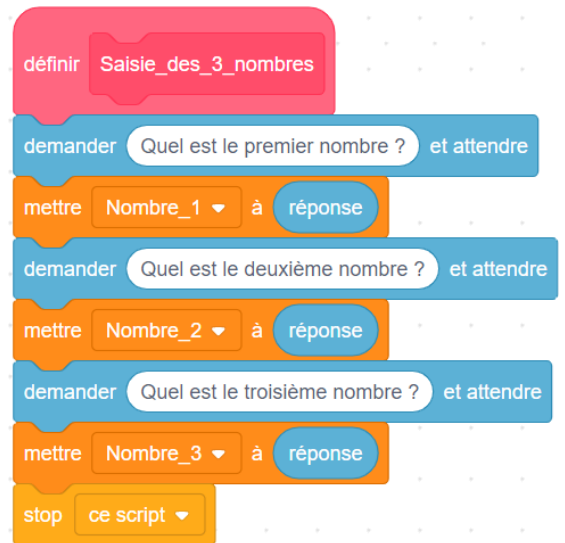 définir Saisie_des_3_nombres
demander Quel est le premier nombre ? et attendre
mettre Nombre_1 à réponse
demander Quel est le deuxième nombre ? et attendre
mettre Nombre_2 à réponse
demander Quel est le troisième nombre ? et attendre
mettre Nombre_3 à réponse
stop ce script